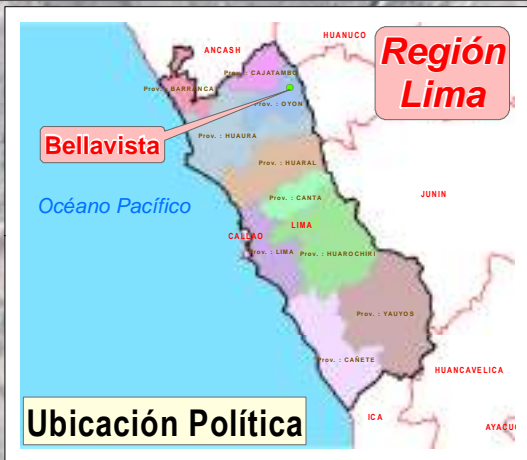 HUANUCO
ANCASH
Región
Lima
Prov. : CAJATAMBO
Prov. : BARRANCA
Prov. : OYON
Bellavista
Prov. : HUAURA
Prov. : HUARAL
JUNIN
Prov. : CANTA
Océano Pacífico
LIMA
CALLAO
Prov. : LIMA
Prov. : HUAROCHIRI
Prov. : YAUYOS
Prov. : CAÑETE
HUANCAVELICA
Ubicación Política
ICA
AYACUC